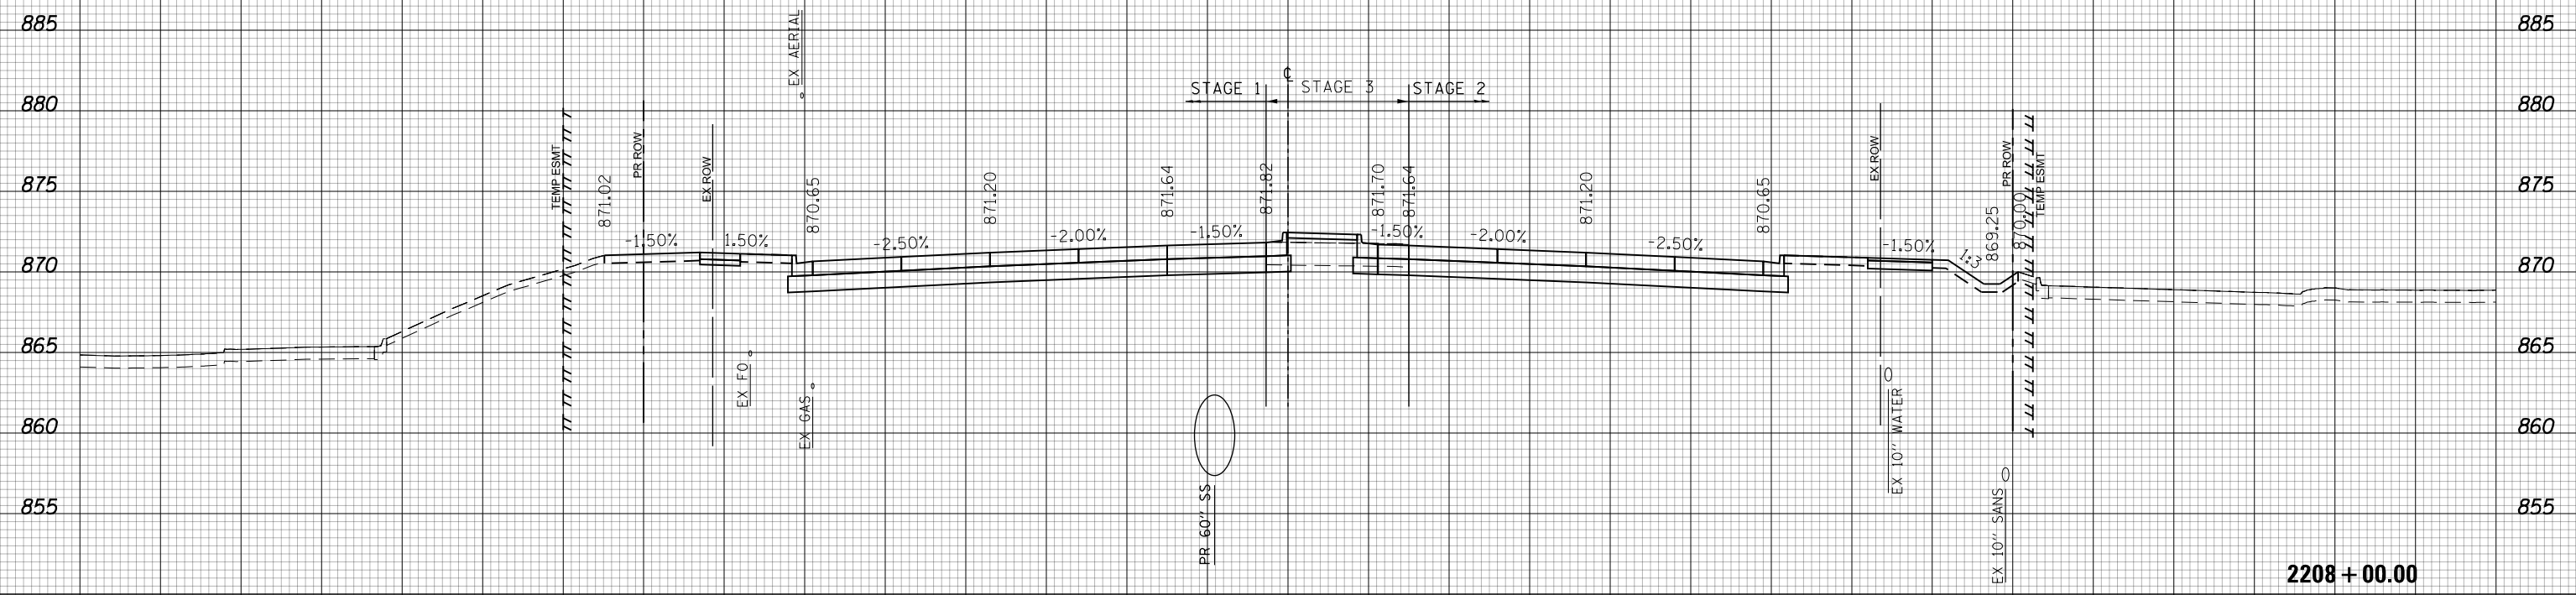 885
EX AERIAL
885
℄
STAGE 1
STAGE 3
STAGE 2
880
880
TEMP ESMT
871.02
PR ROW
EX ROW
870.65
871.20
871.64
871.82
871.70
871.64
871.20
870.65
EX ROW
869.25
PR ROW
870.00
TEMP ESMT
875
875
-1.50%
1.50%
-2.50%
-2.00%
-1.50%
-1.50%
-2.00%
-2.50%
-1.50%
1:3
870
870
865
865
EX FO
EX GAS
EX 10" WATER
860
860
PR 60" SS
EX 10" SANS
855
855
2208+00.00